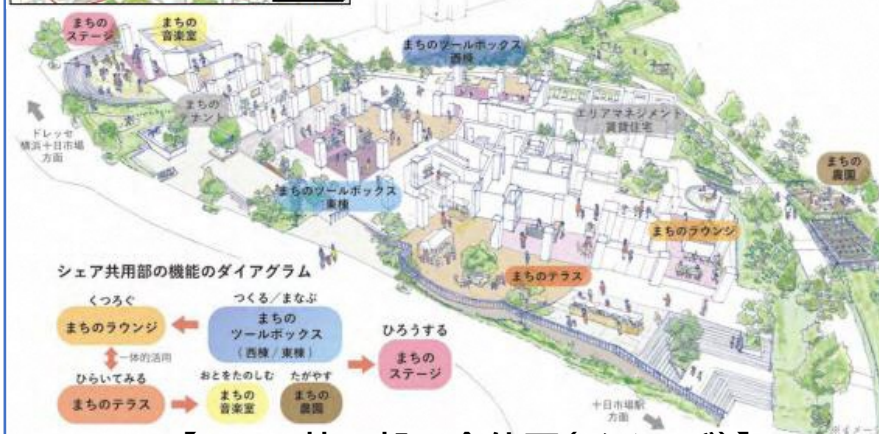 まちの
ステージ
まちの
音楽室
まちのツールボックス
西棟
まちの
テナント
エリアマネジメント
賃貸住宅
ドレッセ
横浜十日市場
方面
まちの
農園
まちのツールボックス
東棟
まちのラウンジ
まちのテラス
シェア共用部の機能のダイアグラム
くつろぐ
まちのラウンジ
つくる／まなぶ
まちの
ツールボックス
(西棟/東棟)
ひろうする
まちの
ステージ
一体的活用
ひらいてみる
まちのテラス
おとをたのしむ
まちの
音楽室
たがやす
まちの
農園
十日市場駅
方面
※イメージ